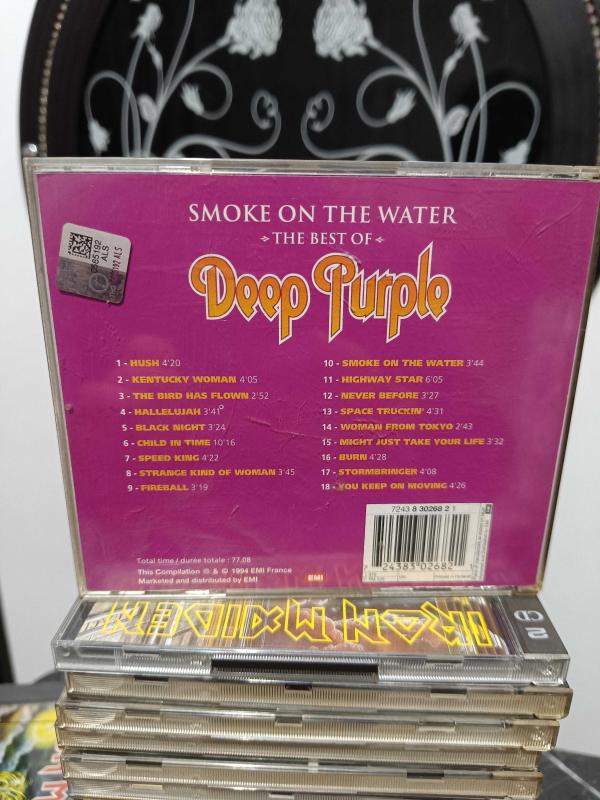 SMOKE ON THE WATER
THE BEST OF
Deep Purple
1 - HUSH 4'20
2 - KENTUCKY WOMAN 4'05
3 - THE BIRD HAS FLOWN 2'52
4 - HALLELUJAH 3'41
5 - BLACK NIGHT 3'24
6 - CHILD IN TIME 10'16
7 - SPEED KING 4'22
8 - STRANGE KIND OF WOMAN 3'45
9 - FIREBALL 3'19
10 - SMOKE ON THE WATER 3'44
11 - HIGHWAY STAR 6'05
12 - NEVER BEFORE 3'27
13 - SPACE TRUCKIN' 4'31
14 - WOMAN FROM TOKYO 2'43
15 - MIGHT JUST TAKE YOUR LIFE 3'32
16 - BURN 4'28
17 - STORMBRINGER 4'08
18 - YOU KEEP ON MOVING 4'26
7243 8 30268 2 1
7 24383 02682
Total time / durée totale : 77.08
This Compilation ℗ & © 1994 EMI France
Marketed and distributed by EMI
EMI
ALS
IRON MAIDEN
CD 2